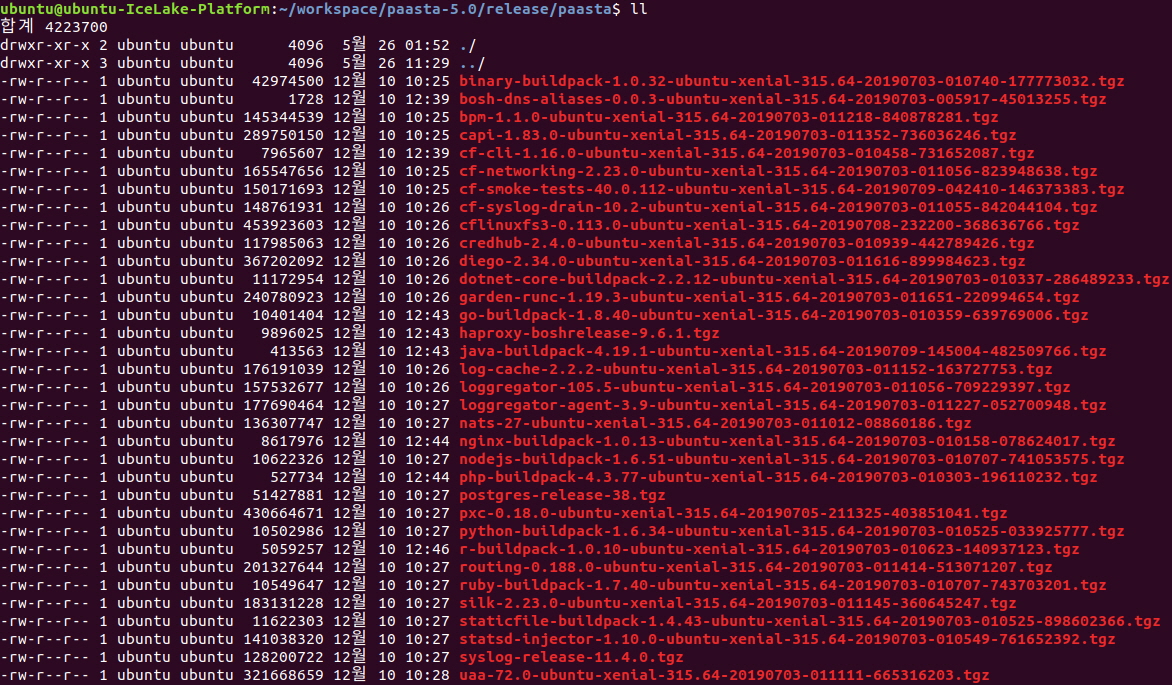 ubuntu@ubuntu-IceLake-Platform:~/workspace/paasta-5.0/release/paasta$ ll
합계 4223700
drwxr-xr-x 2 ubuntu ubuntu      4096  5월 26 01:52 ./
drwxr-xr-x 3 ubuntu ubuntu      4096  5월 26 11:29 ../
-rw-r--r-- 1 ubuntu ubuntu  42974500 12월 10 10:25 binary-buildpack-1.0.32-ubuntu-xenial-315.64-20190703-010740-177773032.tgz
-rw-r--r-- 1 ubuntu ubuntu      1728 12월 10 12:39 bosh-dns-aliases-0.0.3-ubuntu-xenial-315.64-20190703-005917-45013255.tgz
-rw-r--r-- 1 ubuntu ubuntu 145344539 12월 10 10:25 bpm-1.1.0-ubuntu-xenial-315.64-20190703-011218-840878281.tgz
-rw-r--r-- 1 ubuntu ubuntu 289750150 12월 10 10:25 capi-1.83.0-ubuntu-xenial-315.64-20190703-011352-736036246.tgz
-rw-r--r-- 1 ubuntu ubuntu   7965607 12월 10 12:39 cf-cli-1.16.0-ubuntu-xenial-315.64-20190703-010458-731652087.tgz
-rw-r--r-- 1 ubuntu ubuntu 165547656 12월 10 10:25 cf-networking-2.23.0-ubuntu-xenial-315.64-20190703-011056-823948638.tgz
-rw-r--r-- 1 ubuntu ubuntu 150171693 12월 10 10:25 cf-smoke-tests-40.0.112-ubuntu-xenial-315.64-20190709-042410-146373383.tgz
-rw-r--r-- 1 ubuntu ubuntu 148761931 12월 10 10:26 cf-syslog-drain-10.2-ubuntu-xenial-315.64-20190703-011055-842044104.tgz
-rw-r--r-- 1 ubuntu ubuntu 453923603 12월 10 10:26 cflinuxfs3-0.113.0-ubuntu-xenial-315.64-20190708-232200-368636766.tgz
-rw-r--r-- 1 ubuntu ubuntu 117985063 12월 10 10:26 credhub-2.4.0-ubuntu-xenial-315.64-20190703-010939-442789426.tgz
-rw-r--r-- 1 ubuntu ubuntu 367202092 12월 10 10:26 diego-2.34.0-ubuntu-xenial-315.64-20190703-011616-899984623.tgz
-rw-r--r-- 1 ubuntu ubuntu  11172954 12월 10 10:26 dotnet-core-buildpack-2.2.12-ubuntu-xenial-315.64-20190703-010337-286489233.tgz
-rw-r--r-- 1 ubuntu ubuntu 240780923 12월 10 10:26 garden-runc-1.19.3-ubuntu-xenial-315.64-20190703-011651-220994654.tgz
-rw-r--r-- 1 ubuntu ubuntu  10401404 12월 10 12:43 go-buildpack-1.8.40-ubuntu-xenial-315.64-20190703-010359-639769006.tgz
-rw-r--r-- 1 ubuntu ubuntu   9896025 12월 10 12:43 haproxy-boshrelease-9.6.1.tgz
-rw-r--r-- 1 ubuntu ubuntu    413563 12월 10 12:43 java-buildpack-4.19.1-ubuntu-xenial-315.64-20190709-145004-482509766.tgz
-rw-r--r-- 1 ubuntu ubuntu 176191039 12월 10 10:26 log-cache-2.2.2-ubuntu-xenial-315.64-20190703-011152-163727753.tgz
-rw-r--r-- 1 ubuntu ubuntu 157532677 12월 10 10:26 loggregator-105.5-ubuntu-xenial-315.64-20190703-011056-709229397.tgz
-rw-r--r-- 1 ubuntu ubuntu 177690464 12월 10 10:27 loggregator-agent-3.9-ubuntu-xenial-315.64-20190703-011227-052700948.tgz
-rw-r--r-- 1 ubuntu ubuntu 136307747 12월 10 10:27 nats-27-ubuntu-xenial-315.64-20190703-011012-08860186.tgz
-rw-r--r-- 1 ubuntu ubuntu   8617976 12월 10 12:44 nginx-buildpack-1.0.13-ubuntu-xenial-315.64-20190703-010158-078624017.tgz
-rw-r--r-- 1 ubuntu ubuntu  10622326 12월 10 10:27 nodejs-buildpack-1.6.51-ubuntu-xenial-315.64-20190703-010707-741053575.tgz
-rw-r--r-- 1 ubuntu ubuntu    527734 12월 10 12:44 php-buildpack-4.3.77-ubuntu-xenial-315.64-20190703-010303-196110232.tgz
-rw-r--r-- 1 ubuntu ubuntu  51427881 12월 10 10:27 postgres-release-38.tgz
-rw-r--r-- 1 ubuntu ubuntu 430664671 12월 10 10:27 pxc-0.18.0-ubuntu-xenial-315.64-20190705-211325-403851041.tgz
-rw-r--r-- 1 ubuntu ubuntu  10502986 12월 10 10:27 python-buildpack-1.6.34-ubuntu-xenial-315.64-20190703-010525-033925777.tgz
-rw-r--r-- 1 ubuntu ubuntu   5059257 12월 10 12:46 r-buildpack-1.0.10-ubuntu-xenial-315.64-20190703-010623-140937123.tgz
-rw-r--r-- 1 ubuntu ubuntu 201327644 12월 10 10:27 routing-0.188.0-ubuntu-xenial-315.64-20190703-011414-513071207.tgz
-rw-r--r-- 1 ubuntu ubuntu  10549647 12월 10 10:27 ruby-buildpack-1.7.40-ubuntu-xenial-315.64-20190703-010707-743703201.tgz
-rw-r--r-- 1 ubuntu ubuntu 183131228 12월 10 10:27 silk-2.23.0-ubuntu-xenial-315.64-20190703-011145-360645247.tgz
-rw-r--r-- 1 ubuntu ubuntu  11622303 12월 10 10:27 staticfile-buildpack-1.4.43-ubuntu-xenial-315.64-20190703-010525-898602366.tgz
-rw-r--r-- 1 ubuntu ubuntu 141038320 12월 10 10:27 statsd-injector-1.10.0-ubuntu-xenial-315.64-20190703-010549-761652392.tgz
-rw-r--r-- 1 ubuntu ubuntu 128200722 12월 10 10:27 syslog-release-11.4.0.tgz
-rw-r--r-- 1 ubuntu ubuntu 321668659 12월 10 10:28 uaa-72.0-ubuntu-xenial-315.64-20190703-011111-665316203.tgz